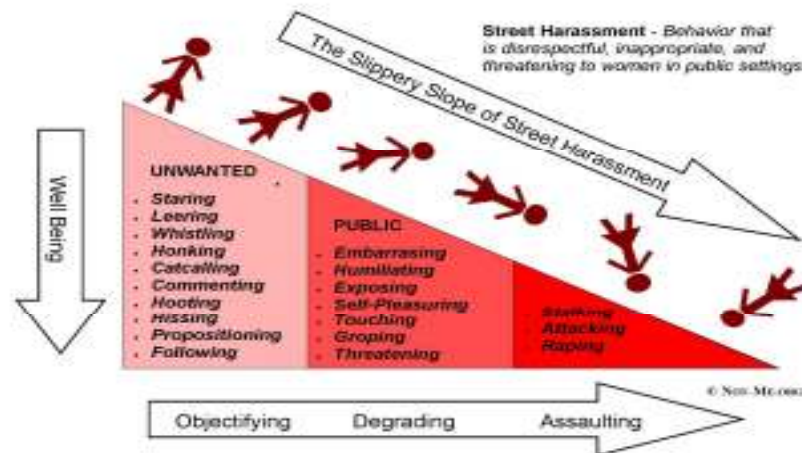 Street Harassment - Behavior that
is disrespectful, inappropriate, and
threatening to women in public settings
The Slippery Slope of Street Harassment
Well Being
UNWANTED
. Staring
. Leering
. Whistling
. Honking
. Catcalling
. Commenting
. Hooting
. Hissing
. Propositioning
. Following
PUBLIC
. Embarrasing
. Humiliating
. Exposing
. Self-Pleasuring
. Touching
. Groping
. Threatening
. Stalking
. Attacking
. Raping
Objectifying Degrading Assaulting
©